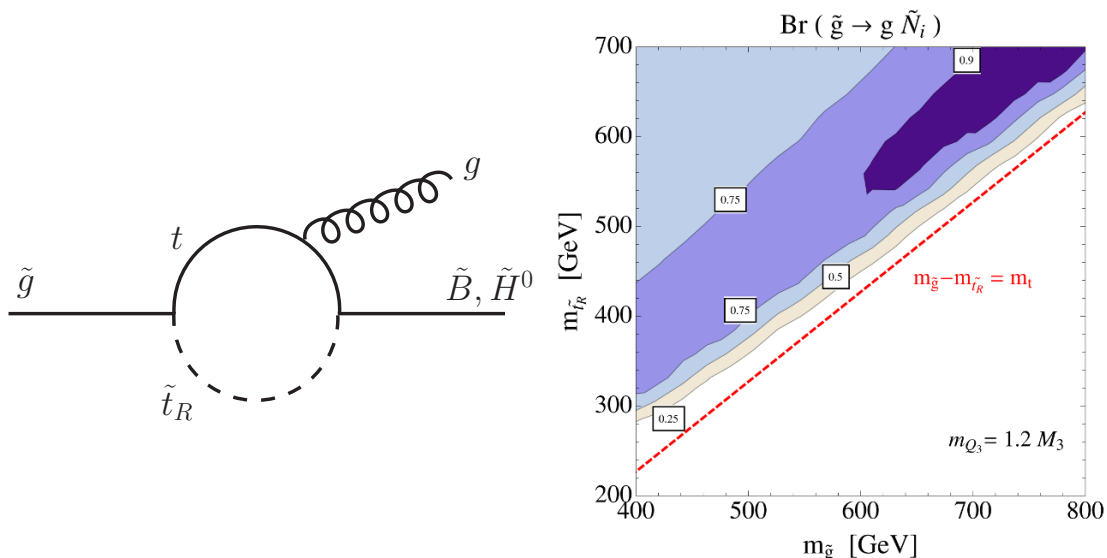 g
t
g̃
B̃, H̃⁰
t̃_R
Br ( g̃ → g Ñ_i )
700
600
500
400
300
200
400
500
600
700
800
m_t̃_R [GeV]
m_g̃ [GeV]
0.9
0.75
0.5
0.75
0.25
m_g̃−m_t̃_R = m_t
m_Q₃= 1.2 M₃